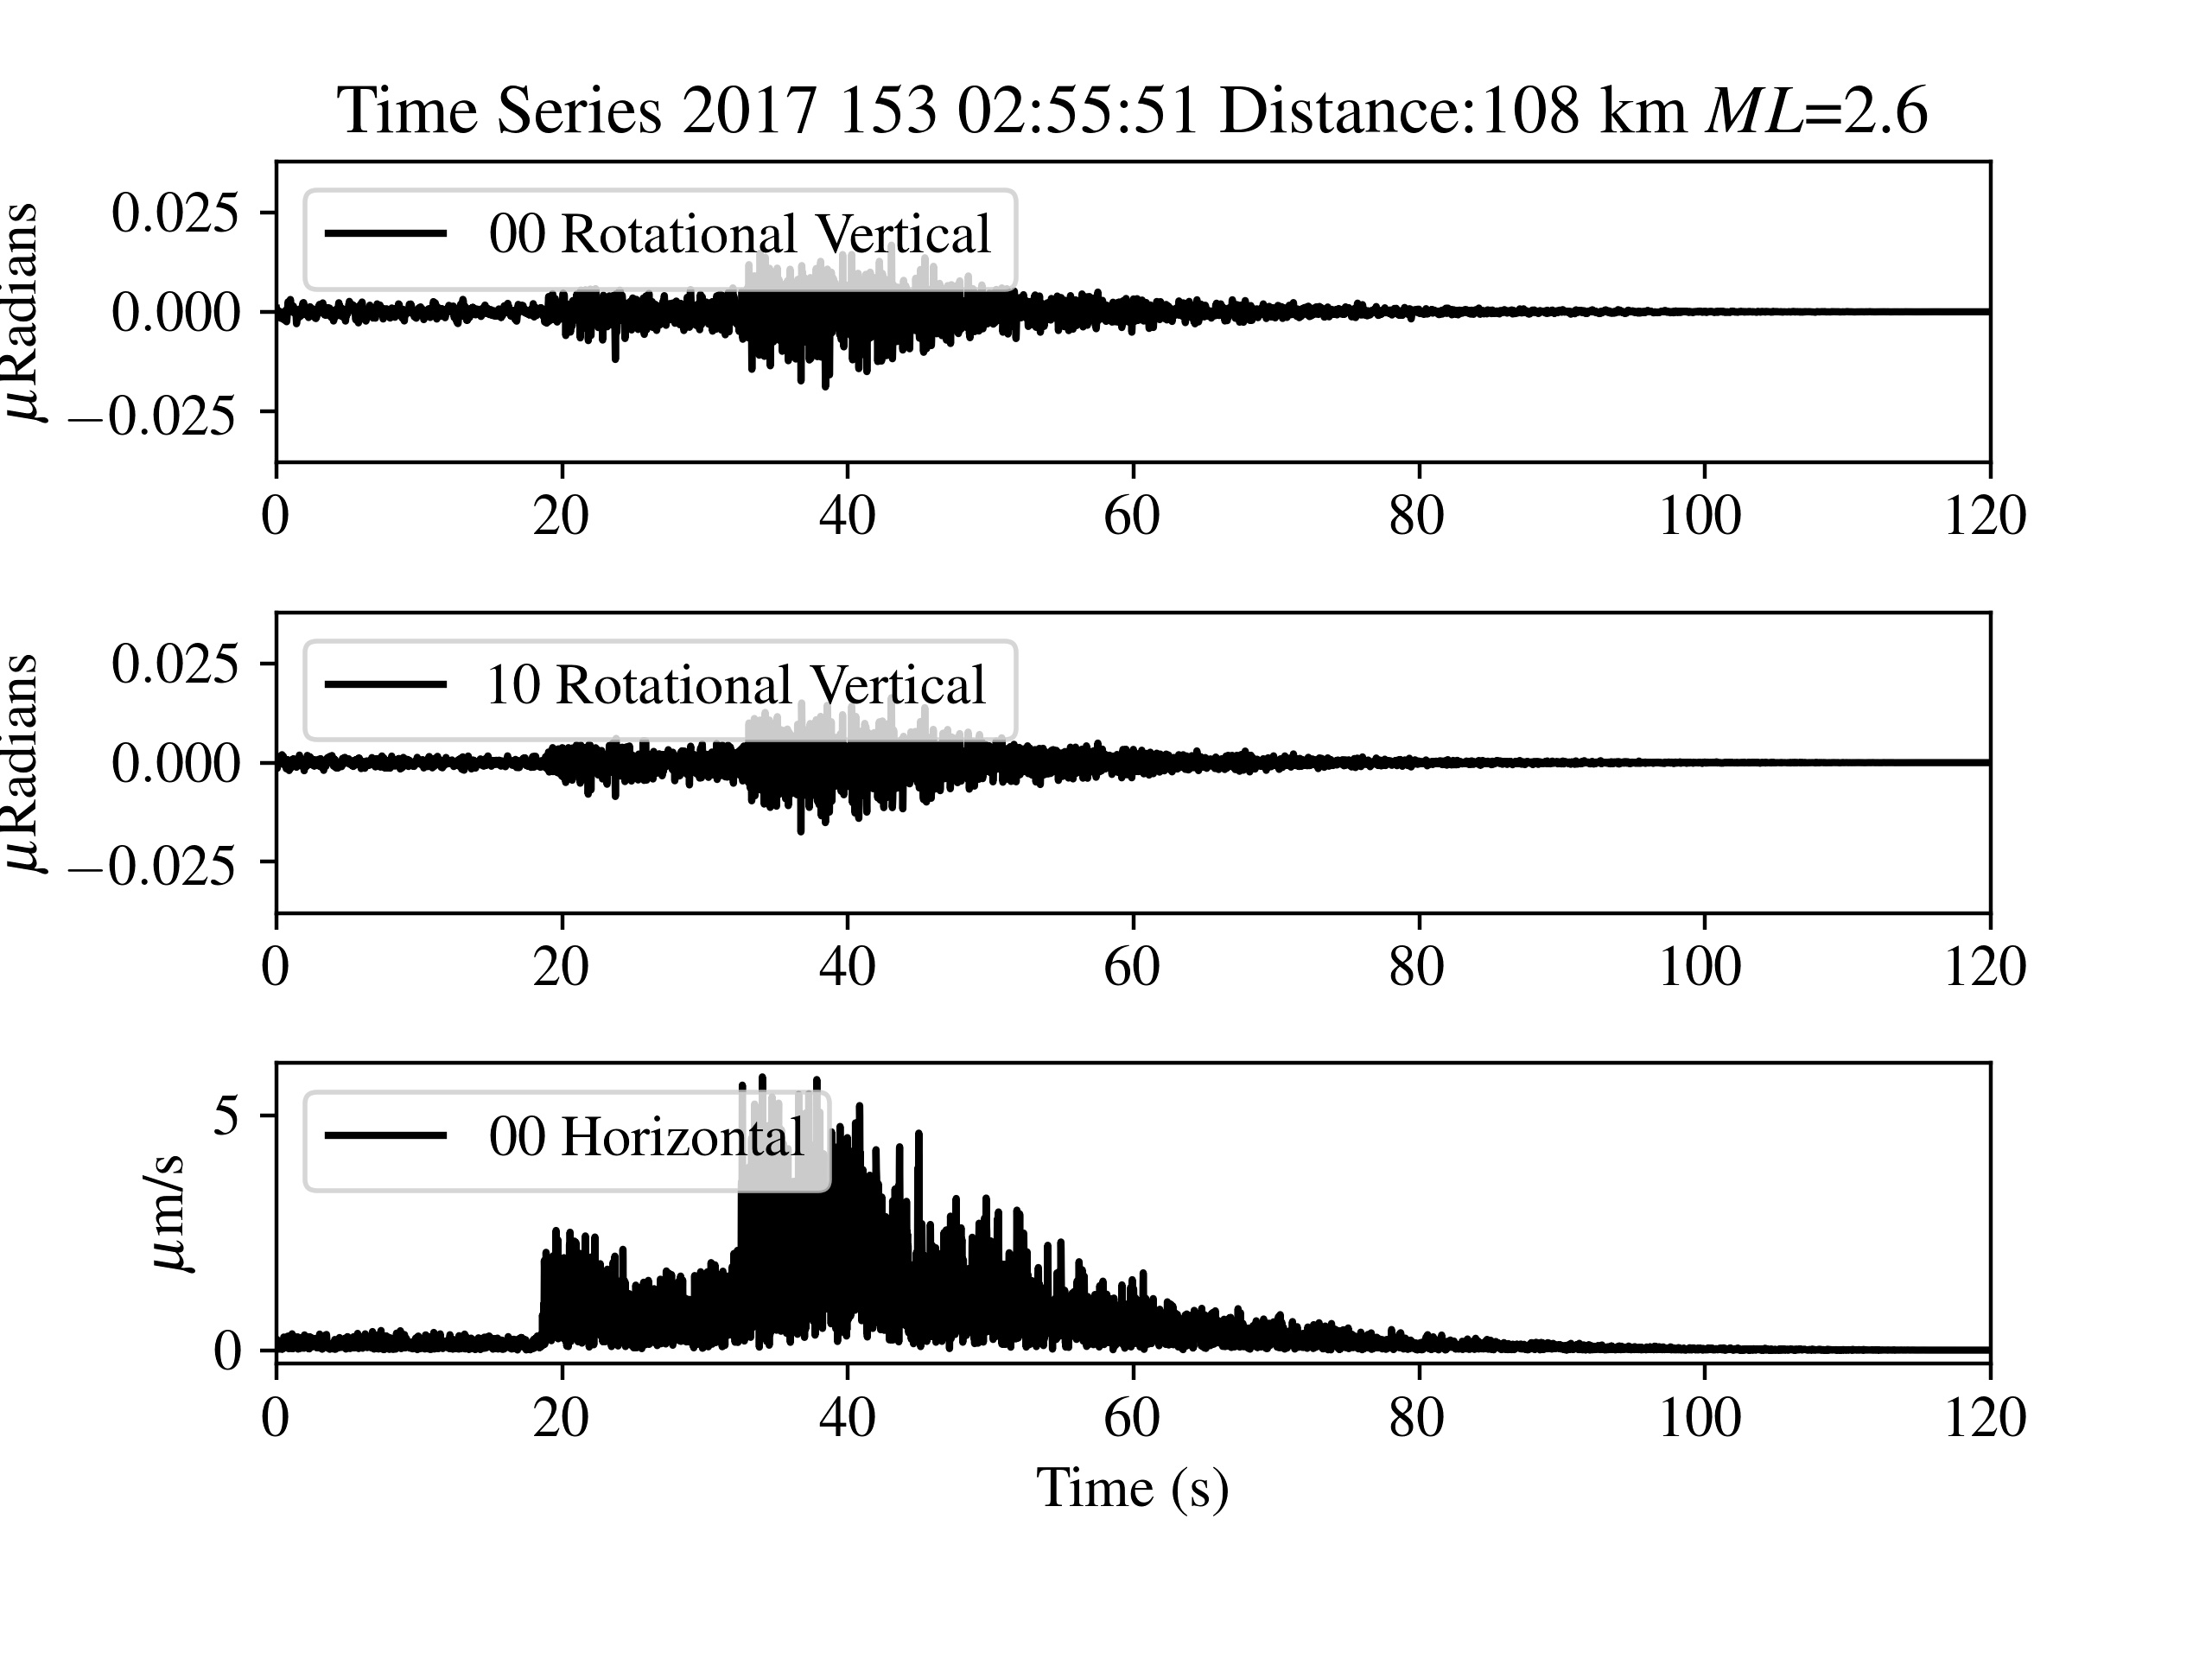 Time Series 2017 153 02:55:51 Distance:108 km ML=2.6
μRadians
0.025
0.000
−0.025
00 Rotational Vertical
0 20 40 60 80 100 120
μRadians
0.025
0.000
−0.025
10 Rotational Vertical
0 20 40 60 80 100 120
μm/s
5
0
00 Horizontal
0 20 40 60 80 100 120
Time (s)